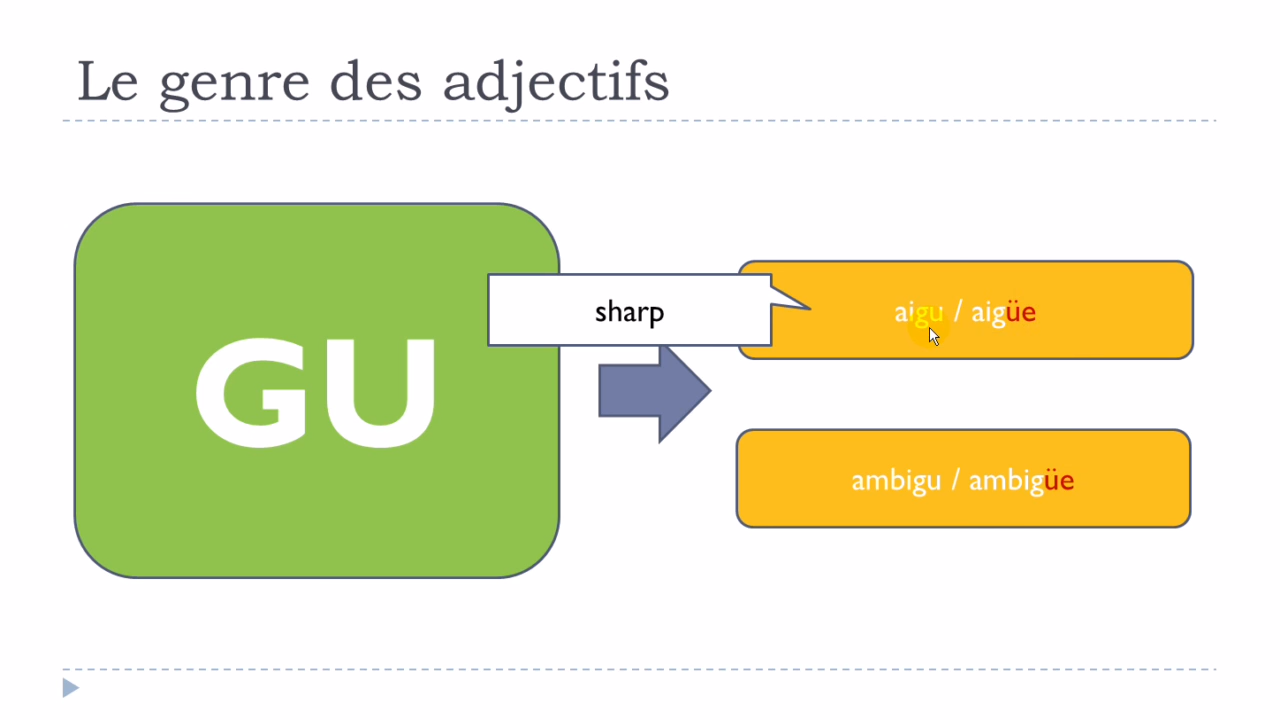 Le genre des adjectifs
GU
sharp
aigu / aigüe
ambigu / ambigüe